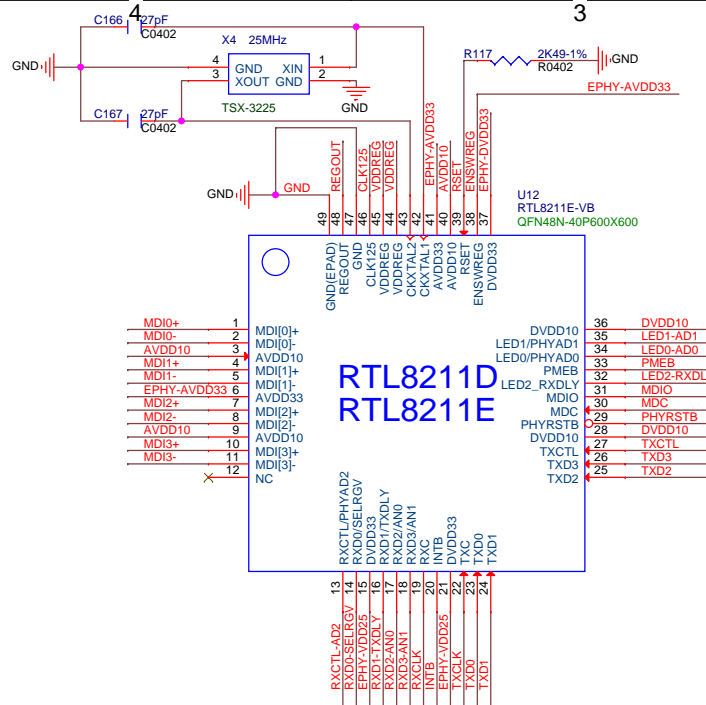 4
3
C166
27pF
C0402
X4 25MHz
GND
4
3
GND XIN
XOUT GND
1
2
TSX-3225
GND
C167
27pF
C0402
R117
2K49-1%
R0402
GND
EPHY-AVDD33
GND
GND
REGOUT
CLK125
VDDREG
VDDREG
EPHY-AVDD33
AVDD10
RSET
ENSWREG
EPHY-DVDD33
U12
RTL8211E-VB
QFN48N-40P600X600
49
48
47
46
45
44
43
42
41
40
39
38
37
GND(EPAD)
REGOUT
GND
CLK125
VDDREG
VDDREG
CKXTAL2
CKXTAL1
AVDD33
AVDD10
RSET
ENSWREG
DVDD33
MDI0+ 1 MDI[0]+
MDI0- 2 MDI[0]-
AVDD10 3 AVDD10
MDI1+ 4 MDI[1]+
MDI1- 5 MDI[1]-
EPHY-AVDD33 6 AVDD33
MDI2+ 7 MDI[2]+
MDI2- 8 MDI[2]-
AVDD10 9 AVDD10
MDI3+ 10 MDI[3]+
MDI3- 11 MDI[3]-
12 NC
RTL8211D
RTL8211E
DVDD10 36 DVDD10
LED1/PHYAD1 35 LED1-AD1
LED0/PHYAD0 34 LED0-AD0
PMEB 33 PMEB
LED2_RXDLY 32 LED2-RXDL
MDIO 31 MDIO
MDC 30 MDC
PHYRSTB 29 PHYRSTB
DVDD10 28 DVDD10
TXCTL 27 TXCTL
TXD3 26 TXD3
TXD2 25 TXD2
RXCTL/PHYAD2
RXD0/SELRGV
DVDD33
RXD1/TXDLY
RXD2/AN0
RXD3/AN1
RXC
INTB
DVDD33
TXC
TXD0
TXD1
13
14
15
16
17
18
19
20
21
22
23
24
RXCTL-AD2
RXD0-SELRGV
EPHY-VDD25
RXD1-TXDLY
RXD2-AN0
RXD3-AN1
RXCLK
INTB
EPHY-VDD25
TXCLK
TXD0
TXD1